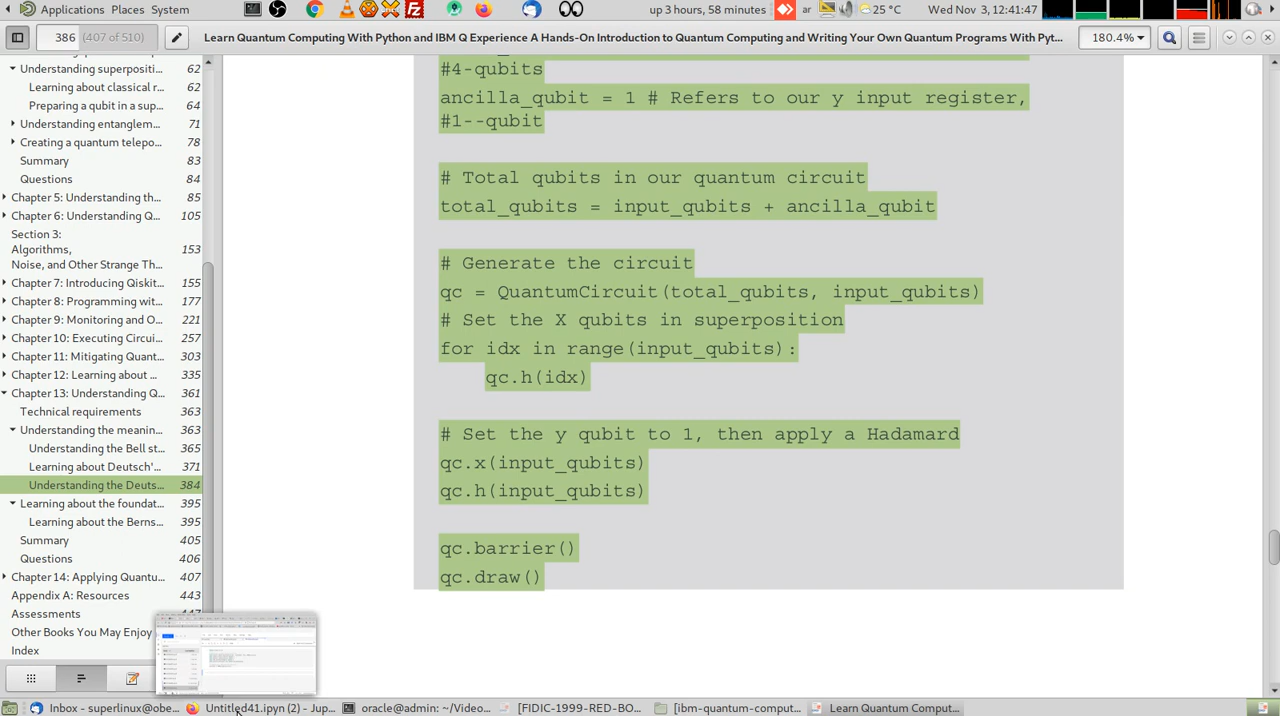 Applications Places System
up 3 hours, 58 minutes
ar
25 °C
Wed Nov 3, 12:41:47
386 (407 of 510)
Learn Quantum Computing With Python and IBM Quantum Experience A Hands-On Introduction to Quantum Computing and Writing Your Own Quantum Programs With Pyt...
180.4%
Understanding superpositi... 62
Learning about classical r... 62
Preparing a qubit in a sup... 64
Understanding entanglem... 71
Creating a quantum telepo... 78
Summary 83
Questions 84
Chapter 5: Understanding th... 85
Chapter 6: Understanding Q... 105
Section 3:
Algorithms, 153
Noise, and Other Strange Th...
Chapter 7: Introducing Qiskit... 155
Chapter 8: Programming wit... 177
Chapter 9: Monitoring and O... 221
Chapter 10: Executing Circui... 257
Chapter 11: Mitigating Quant... 303
Chapter 12: Learning about ... 335
Chapter 13: Understanding Q... 361
Technical requirements 363
Understanding the meanin... 363
Understanding the Bell st... 365
Learning about Deutsch'... 371
Understanding the Deuts... 384
Learning about the foundat... 395
Learning about the Berns... 395
Summary 405
Questions 406
Chapter 14: Applying Quantu... 407
Appendix A: Resources 443
Assessments 447
Other Books You May Enjoy
Index
#4-qubits
ancilla_qubit = 1 # Refers to our y input register,
#1--qubit
# Total qubits in our quantum circuit
total_qubits = input_qubits + ancilla_qubit
# Generate the circuit
qc = QuantumCircuit(total_qubits, input_qubits)
# Set the X qubits in superposition
for idx in range(input_qubits):
qc.h(idx)
# Set the y qubit to 1, then apply a Hadamard
qc.x(input_qubits)
qc.h(input_qubits)
qc.barrier()
qc.draw()
Inbox - superlinux@obe...
Untitled41.ipyn (2) - Jup...
oracle@admin: ~/Video...
[FIDIC-1999-RED-BO...
[ibm-quantum-comput...
Learn Quantum Comput...